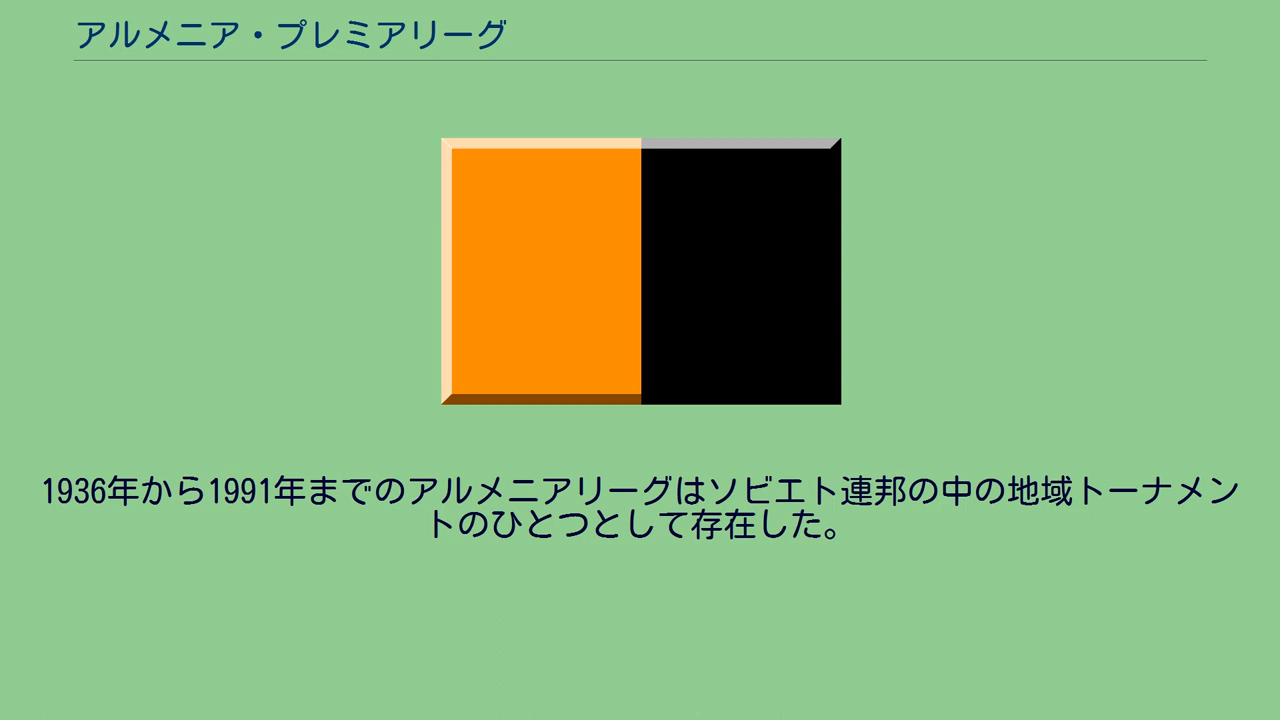 アルメニア・プレミアリーグ
1936年から1991年までのアルメニアリーグはソビエト連邦の中の地域トーナメン
トのひとつとして存在した。